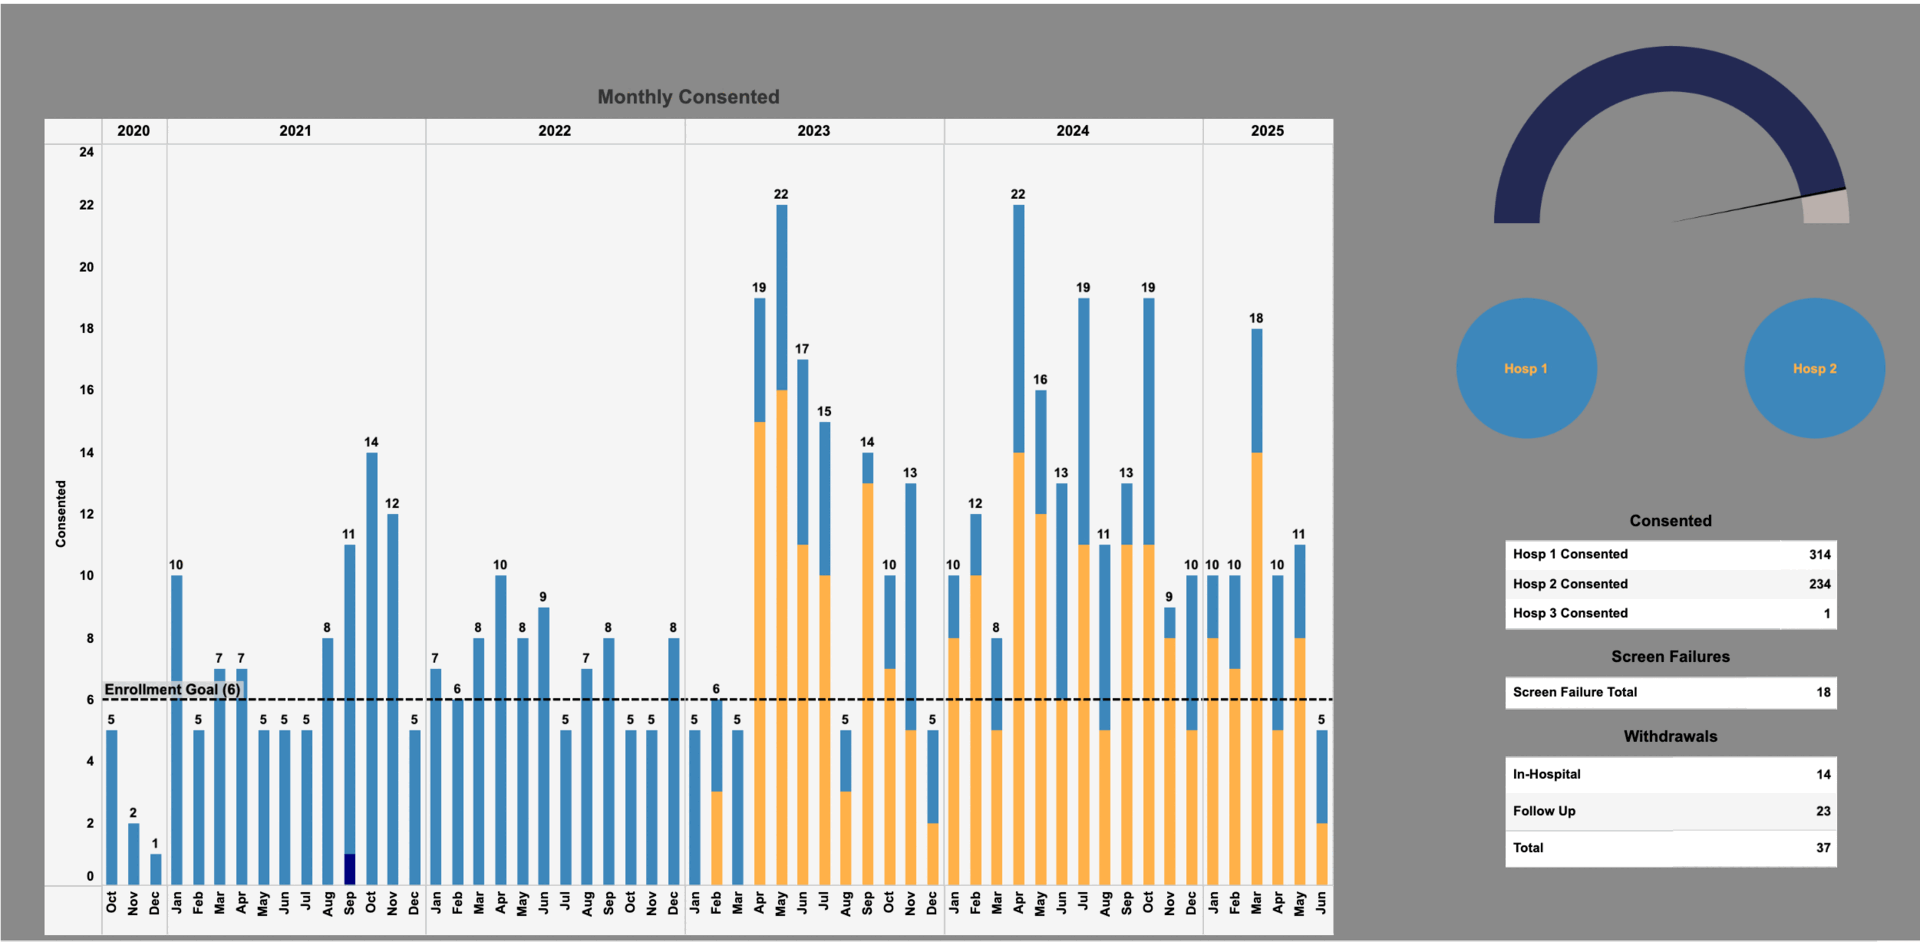 Monthly Consented
2020 2021 2022 2023 2024 2025
24
22
20
18
16
14
12
10
8
6
4
2
0
Consented
Enrollment Goal (6)
5 2 1
10 5 7 7 5 5 5 8 11 14 12 5
7 6 8 10 8 9 5 7 8 5 5 8
5 6 5 19 22 17 15 5 14 10 13 5
10 12 8 22 16 13 19 11 13 19 9 10
10 10 18 10 11 5
Oct Nov Dec
Jan Feb Mar Apr May Jun Jul Aug Sep Oct Nov Dec
Jan Feb Mar Apr May Jun Jul Aug Sep Oct Nov Dec
Jan Feb Mar Apr May Jun Jul Aug Sep Oct Nov Dec
Jan Feb Mar Apr May Jun Jul Aug Sep Oct Nov Dec
Jan Feb Mar Apr May Jun
Hosp 1
Hosp 2
Consented
Hosp 1 Consented 314
Hosp 2 Consented 234
Hosp 3 Consented 1
Screen Failures
Screen Failure Total 18
Withdrawals
In-Hospital 14
Follow Up 23
Total 37